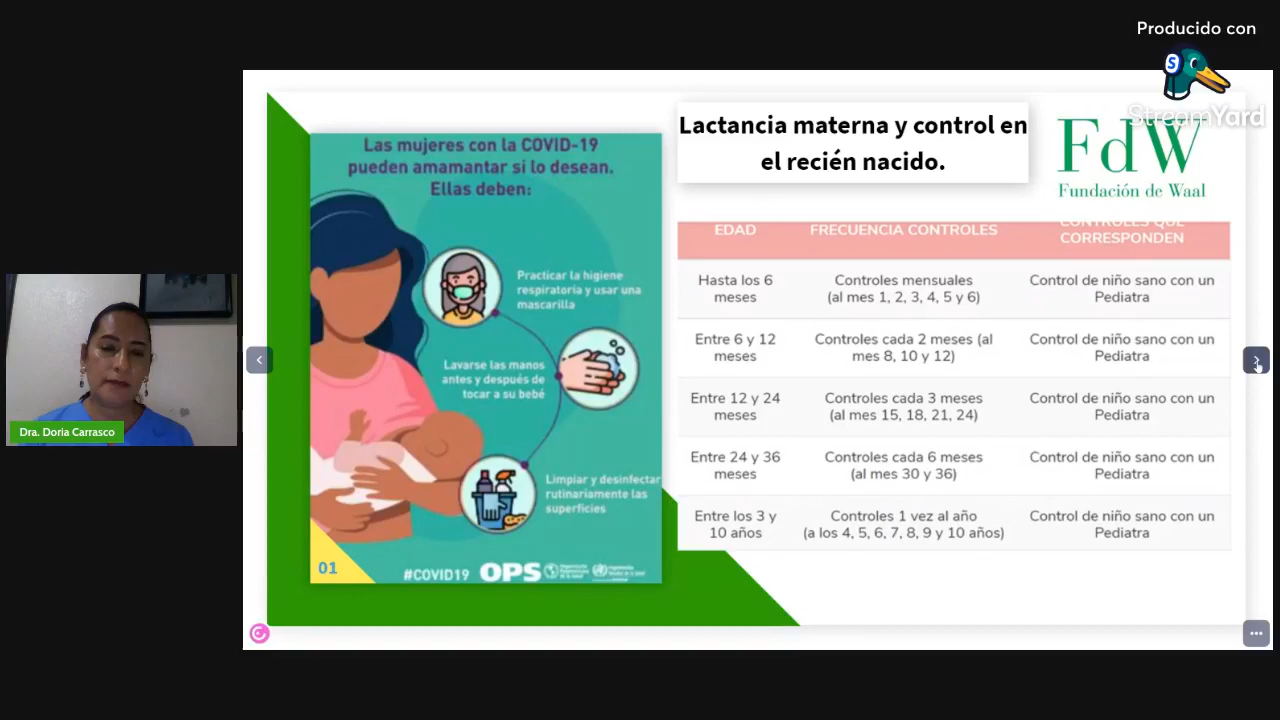 Producido con
StreamYard
Lactancia materna y control en
el recién nacido.
FdW
Fundación de Waal
Las mujeres con la COVID-19
pueden amamantar si lo desean.
Ellas deben:
Practicar la higiene
respiratoria y usar una
mascarilla
Lavarse las manos
antes y después de
tocar a su bebé
Limpiar y desinfectar
rutinariamente las
superficies
01
#COVID19
OPS
EDAD
FRECUENCIA CONTROLES
CONTROLES QUE
CORRESPONDEN
Hasta los 6
meses
Controles mensuales
(al mes 1, 2, 3, 4, 5 y 6)
Control de niño sano con un
Pediatra
Entre 6 y 12
meses
Controles cada 2 meses (al
mes 8, 10 y 12)
Control de niño sano con un
Pediatra
Entre 12 y 24
meses
Controles cada 3 meses
(al mes 15, 18, 21, 24)
Control de niño sano con un
Pediatra
Entre 24 y 36
meses
Controles cada 6 meses
(al mes 30 y 36)
Control de niño sano con un
Pediatra
Entre los 3 y
10 años
Controles 1 vez al año
(a los 4, 5, 6, 7, 8, 9 y 10 años)
Control de niño sano con un
Pediatra
Dra. Doria Carrasco